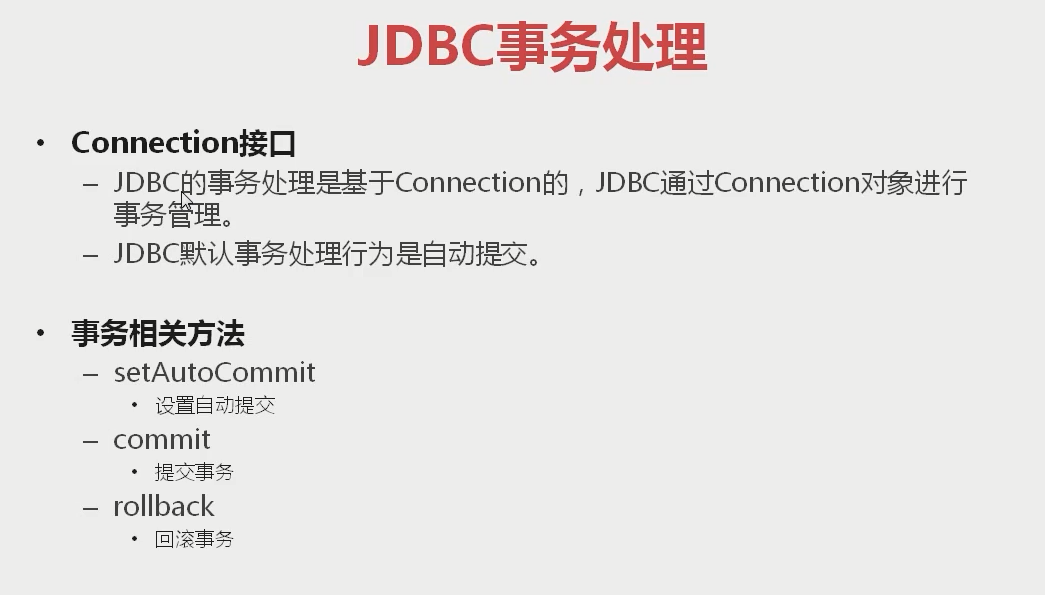 JDBC事务处理
• Connection接口
– JDBC的事务处理是基于Connection的，JDBC通过Connection对象进行
事务管理。
– JDBC默认事务处理行为是自动提交。
• 事务相关方法
– setAutoCommit
• 设置自动提交
– commit
• 提交事务
– rollback
• 回滚事务